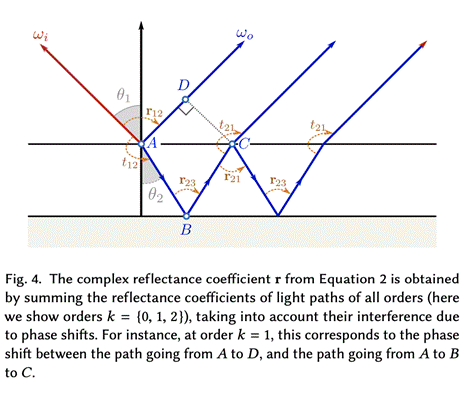 ωi
ωo
D
θ1
r12
t21
t21
A
C
t12
r23
r21
r23
θ2
B
Fig. 4. The complex reflectance coefficient r from Equation 2 is obtained
by summing the reflectance coefficients of light paths of all orders (here
we show orders k = {0, 1, 2}), taking into account their interference due
to phase shifts. For instance, at order k = 1, this corresponds to the phase
shift between the path going from A to D, and the path going from A to B
to C.